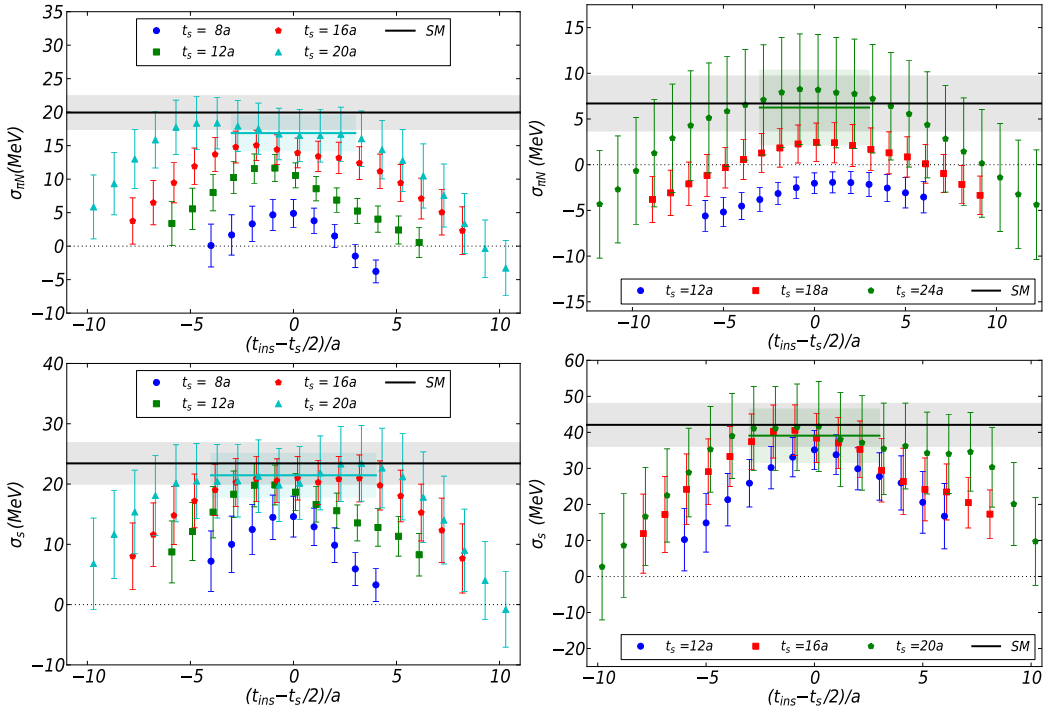 35
30
25
20
15
10
5
0
−5
−10
σπN(MeV)
ts = 8a
ts = 12a
ts = 16a
ts = 20a
SM
−10
−5
0
5
10
(tins−ts/2)/a
15
10
5
0
−5
−10
−15
σπN(MeV)
ts =12a
ts =18a
ts =24a
SM
−10
−5
0
5
10
(tins−ts/2)/a
40
30
20
10
0
−10
σs (MeV)
ts = 8a
ts = 12a
ts = 16a
ts = 20a
SM
−10
−5
0
5
10
(tins−ts/2)/a
60
50
40
30
20
10
0
−10
−20
σs (MeV)
ts =12a
ts =16a
ts =20a
SM
−10
−5
0
5
10
(tins−ts/2)/a